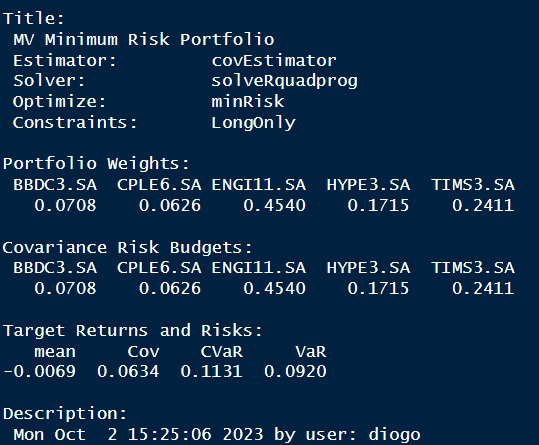 Title:
MV Minimum Risk Portfolio
Estimator: covEstimator
Solver: solveRquadprog
Optimize: minRisk
Constraints: LongOnly
Portfolio Weights:
BBDC3.SA CPLE6.SA ENGI11.SA HYPE3.SA TIMS3.SA
0.0708 0.0626 0.4540 0.1715 0.2411
Covariance Risk Budgets:
BBDC3.SA CPLE6.SA ENGI11.SA HYPE3.SA TIMS3.SA
0.0708 0.0626 0.4540 0.1715 0.2411
Target Returns and Risks:
mean Cov CVaR VaR
-0.0069 0.0634 0.1131 0.0920
Description:
Mon Oct 2 15:25:06 2023 by user: diogo